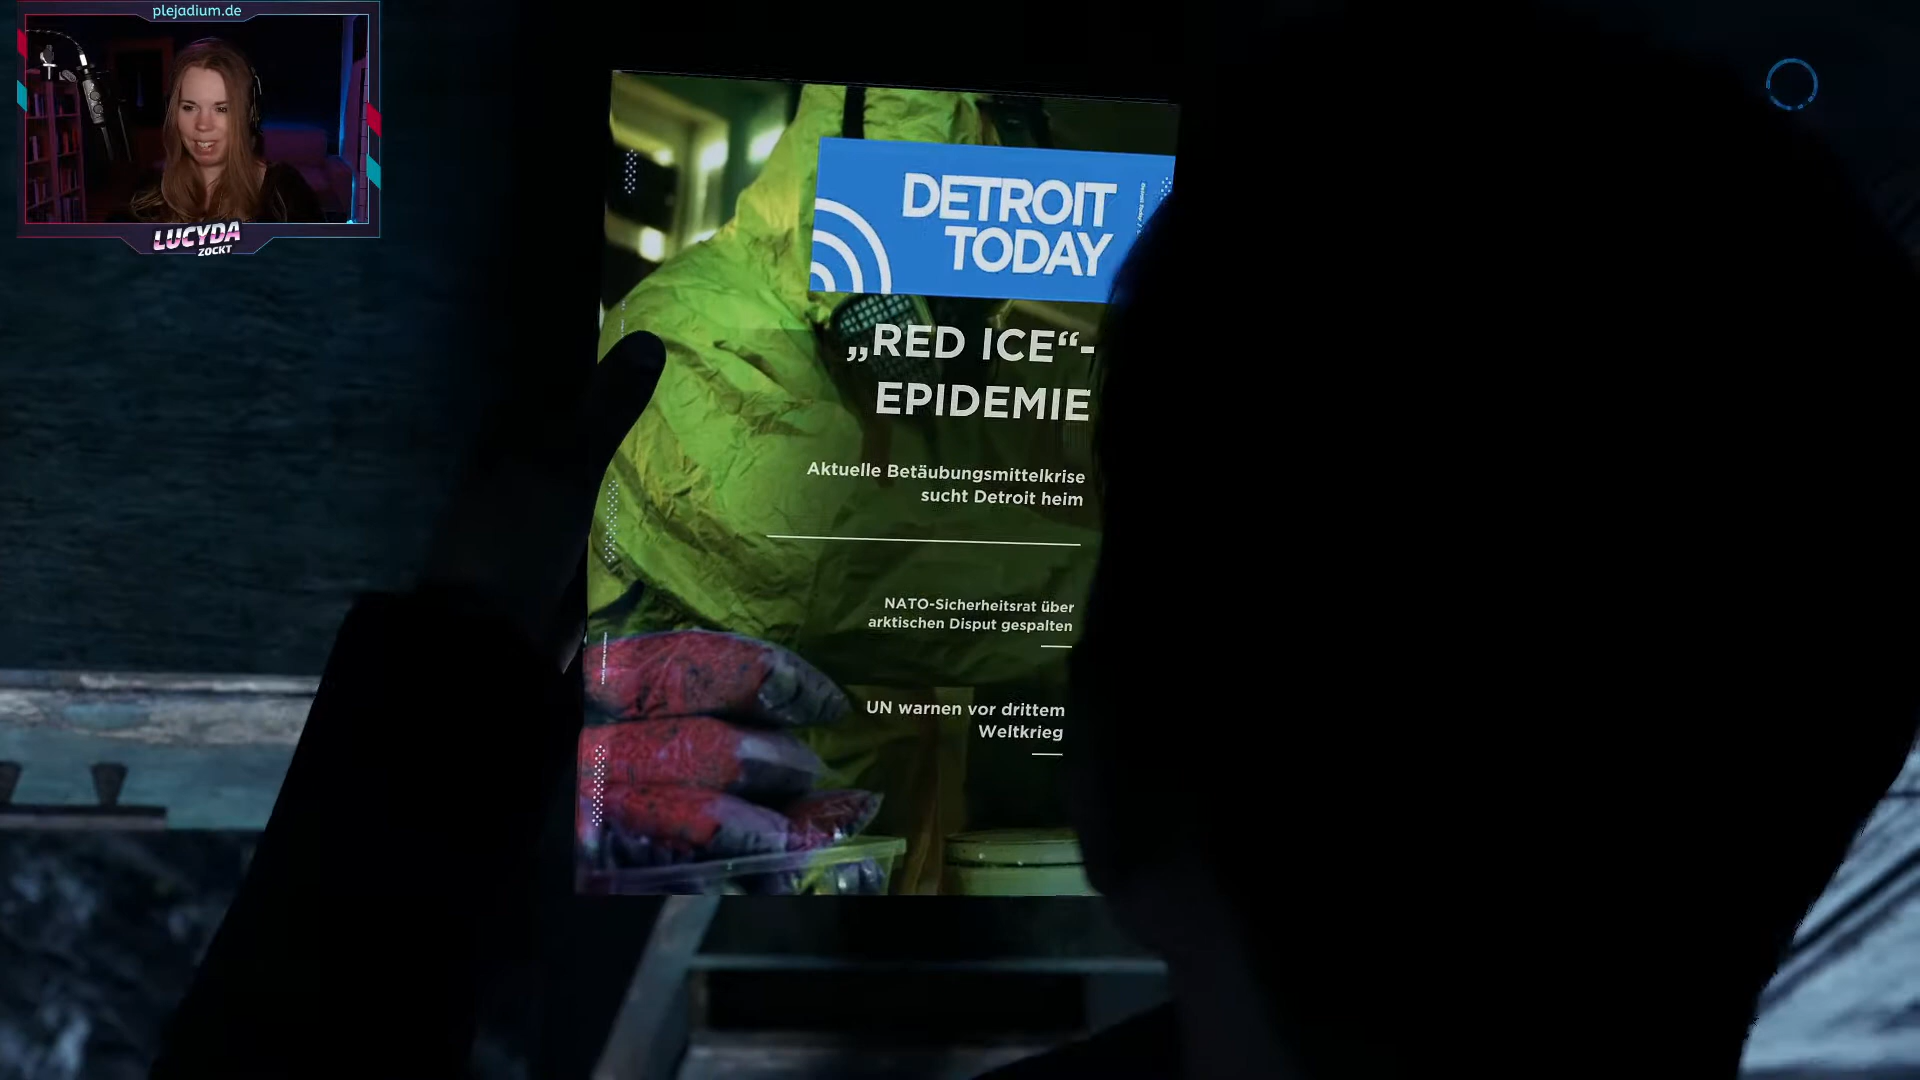 plejadium.de
LUCYDA
ZOCKT
DETROIT
TODAY
„RED ICE“-
EPIDEMIE
Aktuelle Betäubungsmittelkrise
sucht Detroit heim
NATO-Sicherheitsrat über
arktischen Disput gespalten
UN warnen vor drittem
Weltkrieg